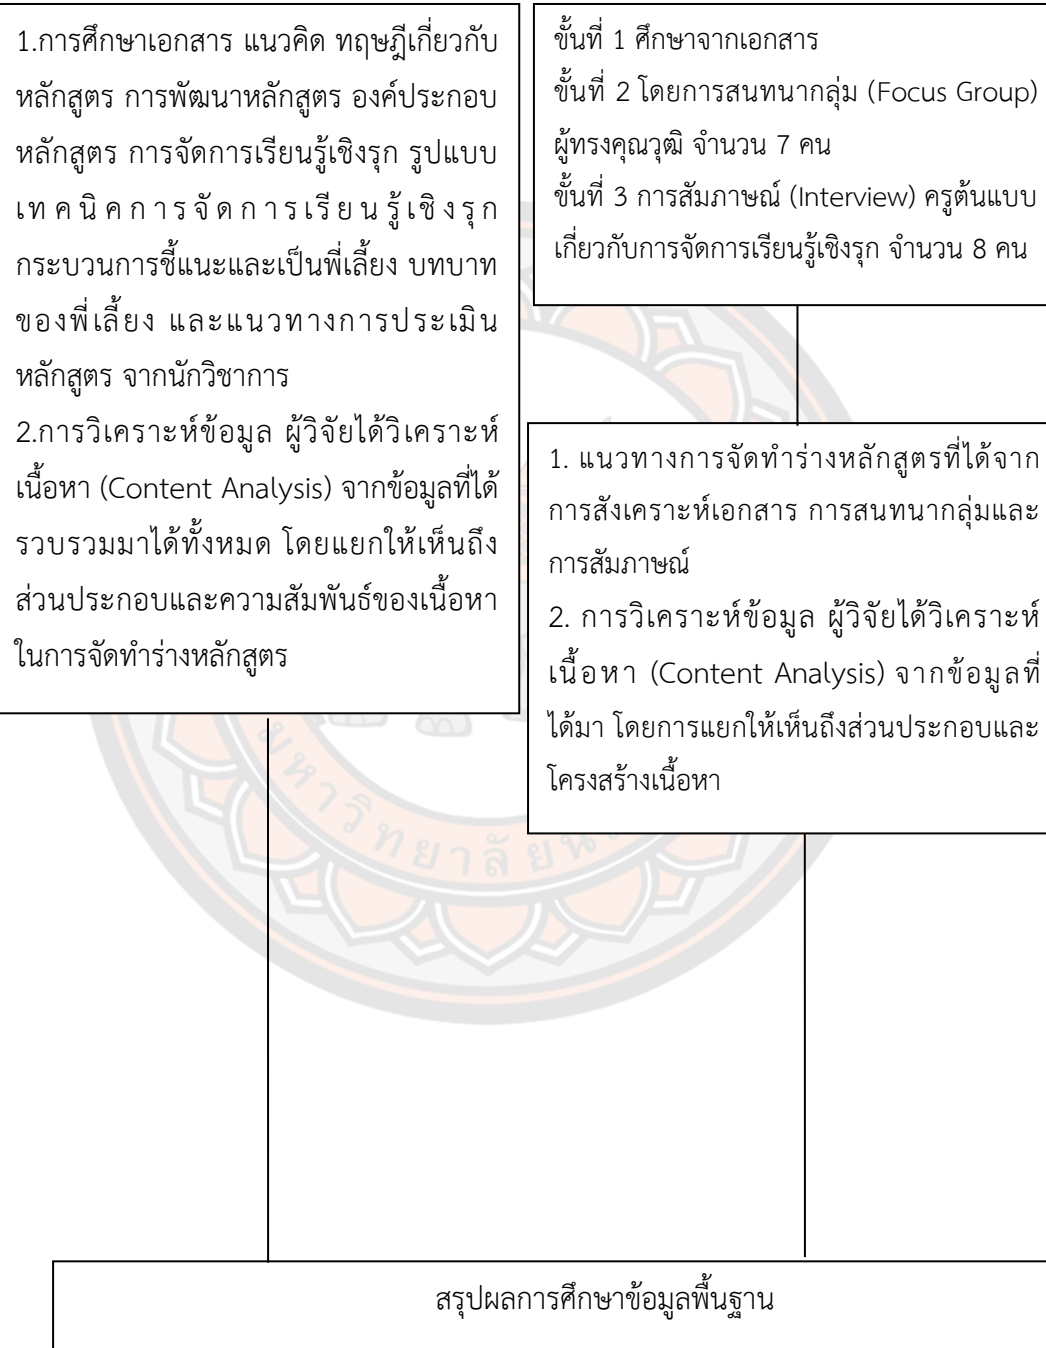 1.การศึกษาเอกสาร แนวคิด ทฤษฎีเกี่ยวกับ
หลักสูตร การพัฒนาหลักสูตร องค์ประกอบ
หลักสูตร การจัดการเรียนรู้เชิงรุก รูปแบบ
เทคนิคการจัดการเรียนรู้เชิงรุก
กระบวนการชี้แนะและเป็นพี่เลี้ยง บทบาท
ของพี่เลี้ยง และแนวทางการประเมิน
หลักสูตร จากนักวิชาการ
2.การวิเคราะห์ข้อมูล ผู้วิจัยได้วิเคราะห์
เนื้อหา (Content Analysis) จากข้อมูลที่ได้
รวบรวมมาได้ทั้งหมด โดยแยกให้เห็นถึง
ส่วนประกอบและความสัมพันธ์ของเนื้อหา
ในการจัดทำร่างหลักสูตร
ขั้นที่ 1 ศึกษาจากเอกสาร
ขั้นที่ 2 โดยการสนทนากลุ่ม (Focus Group)
ผู้ทรงคุณวุฒิ จำนวน 7 คน
ขั้นที่ 3 การสัมภาษณ์ (Interview) ครูต้นแบบ
เกี่ยวกับการจัดการเรียนรู้เชิงรุก จำนวน 8 คน
1. แนวทางการจัดทำร่างหลักสูตรที่ได้จาก
การสังเคราะห์เอกสาร การสนทนากลุ่มและ
การสัมภาษณ์
2. การวิเคราะห์ข้อมูล ผู้วิจัยได้วิเคราะห์
เนื้อหา (Content Analysis) จากข้อมูลที่
ได้มา โดยการแยกให้เห็นถึงส่วนประกอบและ
โครงสร้างเนื้อหา
มหาวิทยาลัย
สรุปผลการศึกษาข้อมูลพื้นฐาน